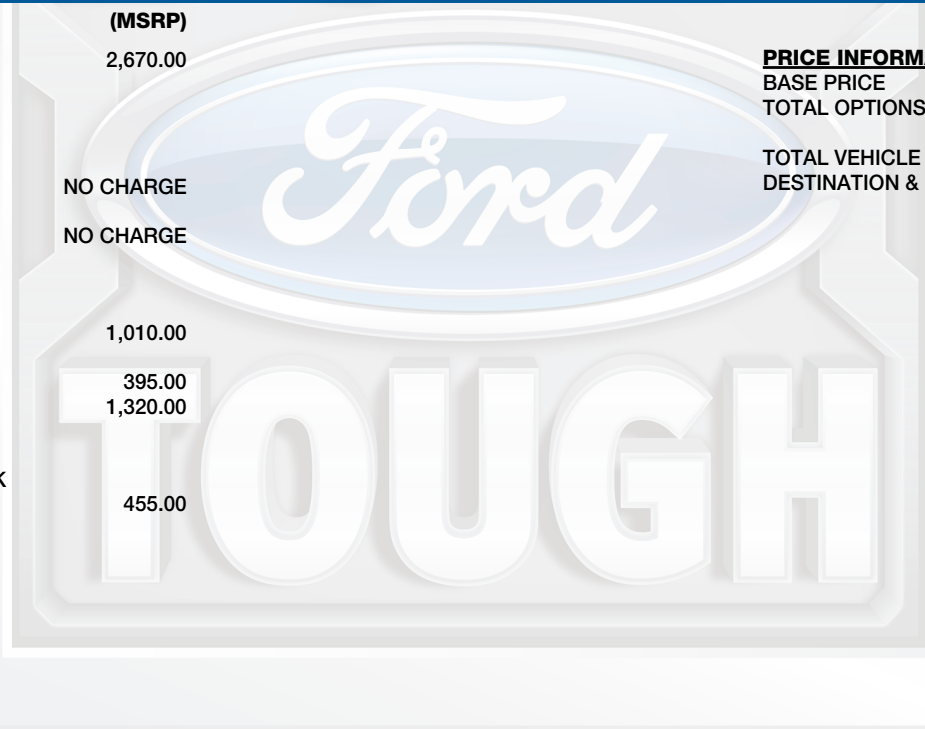 (MSRP)
2,670.00
NO CHARGE
NO CHARGE
1,010.00
395.00
1,320.00
K
455.00
PRICE INFORMA
BASE PRICE
TOTAL OPTIONS
TOTAL VEHICLE
DESTINATION &
Ford
TOUGH